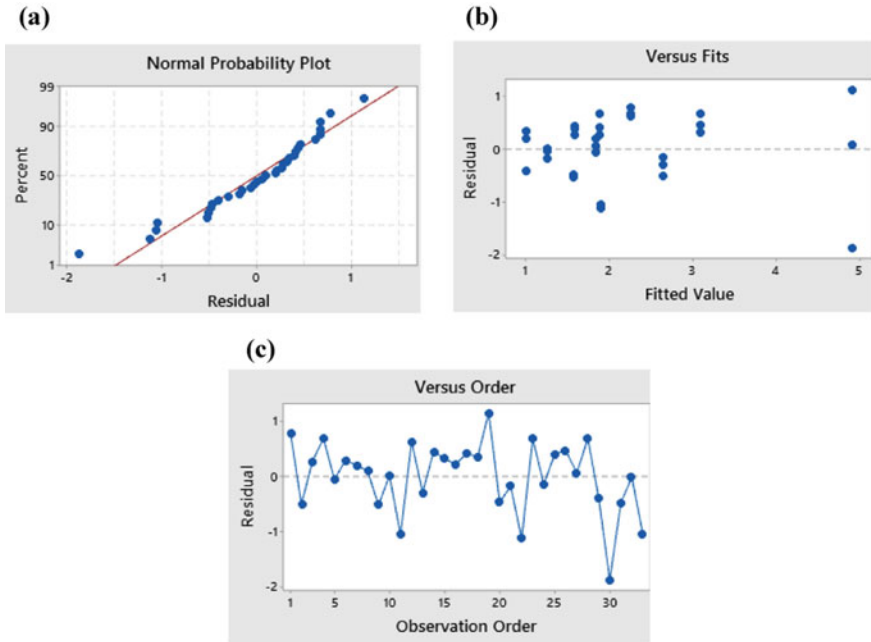 (a)
Normal Probability Plot
99
90
50
10
1
Percent
-2
-1
0
1
Residual
(b)
Versus Fits
1
0
-1
-2
Residual
1
2
3
4
5
Fitted Value
(c)
Versus Order
1
0
-1
-2
Residual
1
5
10
15
20
25
30
Observation Order